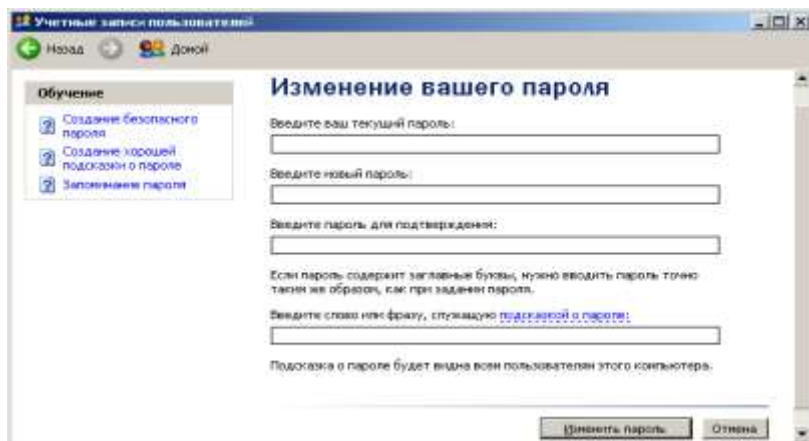 Учетные записи пользователей
Назад
Домой
Обучение
Создание безопасного
пароля
Создание хорошей
подсказки о пароле
Запоминание пароля
Изменение вашего пароля
Введите ваш текущий пароль:
Введите новый пароль:
Введите пароль для подтверждения:
Если пароль содержит заглавные буквы, нужно вводить пароль точно
таким же образом, как при задании пароля.
Введите слово или фразу, служащую подсказкой о пароле:
Подсказка о пароле будет видна всем пользователям этого компьютера.
Изменить пароль
Отмена